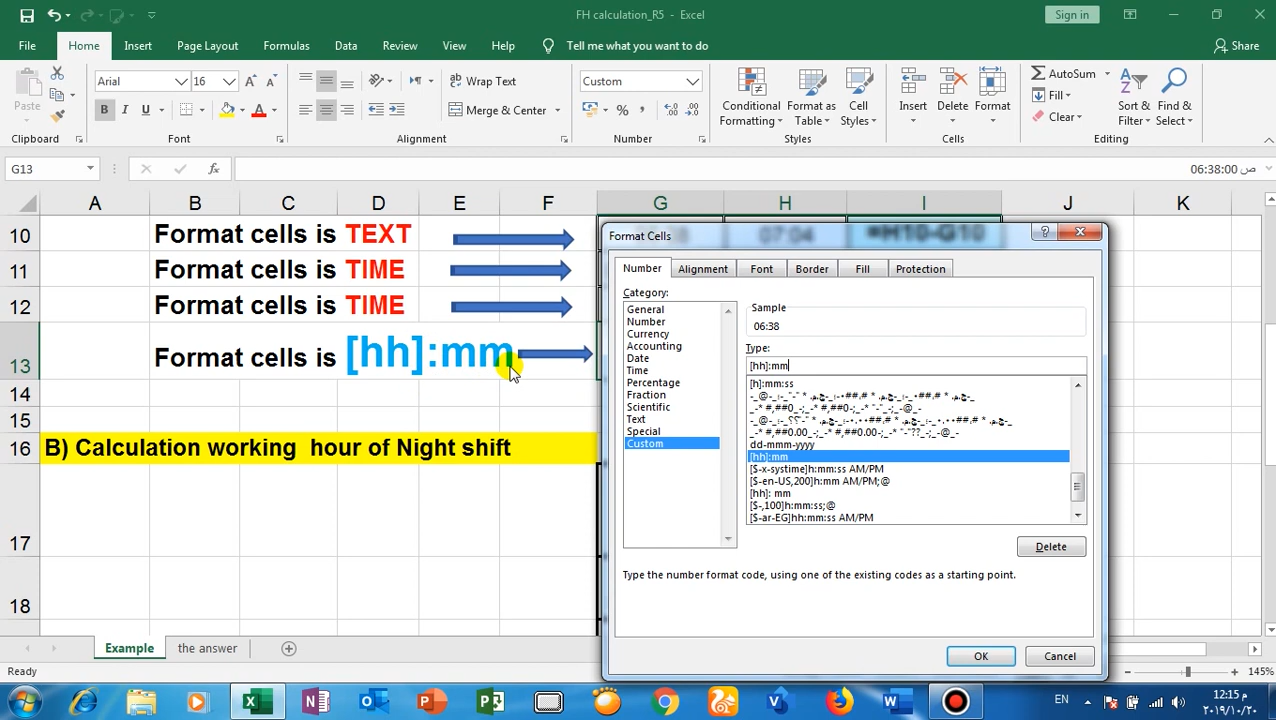 FH calculation_R5 - Excel
Sign in
File Home Insert Page Layout Formulas Data Review View Help Tell me what you want to do Share
Paste
Arial 16
B I U
Wrap Text
Merge & Center
Custom
Conditional Formatting
Format as Table
Cell Styles
Insert
Delete
Format
AutoSum
Fill
Clear
Sort & Filter
Find & Select
Clipboard Font Alignment Number Styles Cells Editing
G13
06:38:00 ص
A B C D E F G H I J K
10 Format cells is TEXT 07:04 =H10-G10
11 Format cells is TIME
12 Format cells is TIME
13 Format cells is [hh]:mm
14
15
16 B) Calculation working hour of Night shift
17
18
Format Cells
Number Alignment Font Border Fill Protection
Category:
General
Number
Currency
Accounting
Date
Time
Percentage
Fraction
Scientific
Text
Special
Custom
Sample
06:38
Type:
[hh]:mm
[h]:mm:ss
dd-mmm-yyyy
[hh]:mm
[$-x-systime]h:mm:ss AM/PM
[$-en-US,200]h:mm AM/PM;@
[hh]: mm
[$-,100]h:mm:ss;@
[$-ar-EG]hh:mm:ss AM/PM
Delete
Type the number format code, using one of the existing codes as a starting point.
OK Cancel
Example the answer
Ready
145%
EN
12:15 م
٢٠١٩/١٠/٢٠